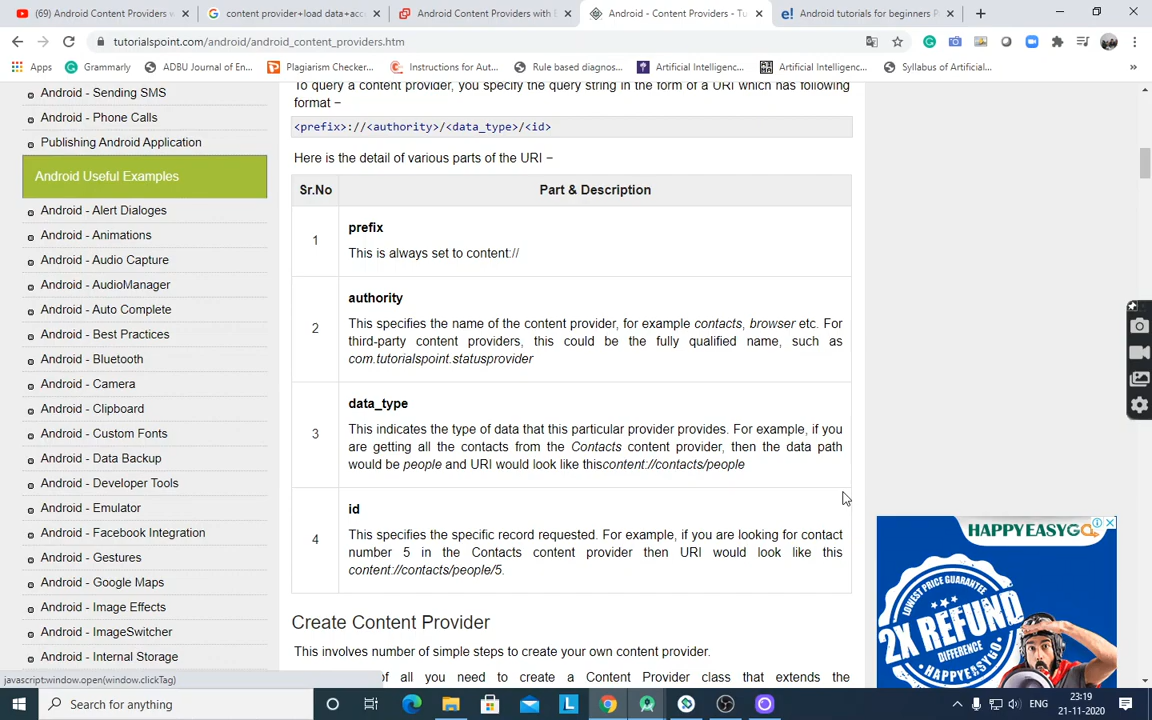 (69) Android Content Providers w
content provider+load data+acc
Android Content Providers with E
Android - Content Providers - Tu
Android tutorials for beginners P
tutorialspoint.com/android/android_content_providers.htm
Apps
Grammarly
ADBU Journal of En...
Plagiarism Checker...
Instructions for Aut...
Rule based diagnos...
Artificial Intelligenc...
Artificial Intelligenc...
Syllabus of Artificial...
»
Android - Sending SMS
Android - Phone Calls
Publishing Android Application
Android Useful Examples
Android - Alert Dialoges
Android - Animations
Android - Audio Capture
Android - AudioManager
Android - Auto Complete
Android - Best Practices
Android - Bluetooth
Android - Camera
Android - Clipboard
Android - Custom Fonts
Android - Data Backup
Android - Developer Tools
Android - Emulator
Android - Facebook Integration
Android - Gestures
Android - Google Maps
Android - Image Effects
Android - ImageSwitcher
Android - Internal Storage
To query a content provider, you specify the query string in the form of a URI which has following
format −
<prefix>://<authority>/<data_type>/<id>
Here is the detail of various parts of the URI −
Sr.No Part & Description
1
prefix
This is always set to content://
2
authority
This specifies the name of the content provider, for example contacts, browser etc. For
third-party content providers, this could be the fully qualified name, such as
com.tutorialspoint.statusprovider
3
data_type
This indicates the type of data that this particular provider provides. For example, if you
are getting all the contacts from the Contacts content provider, then the data path
would be people and URI would look like thiscontent://contacts/people
4
id
This specifies the specific record requested. For example, if you are looking for contact
number 5 in the Contacts content provider then URI would look like this
content://contacts/people/5.
Create Content Provider
This involves number of simple steps to create your own content provider.
of all you need to create a Content Provider class that extends the
HAPPYEASYGO
LOWEST PRICE GUARANTEE
2X REFUND
DIFFERENCE
HAPPYEASYGO
javascript:window.open(window.clickTag)
Search for anything
ENG
23:19
21-11-2020